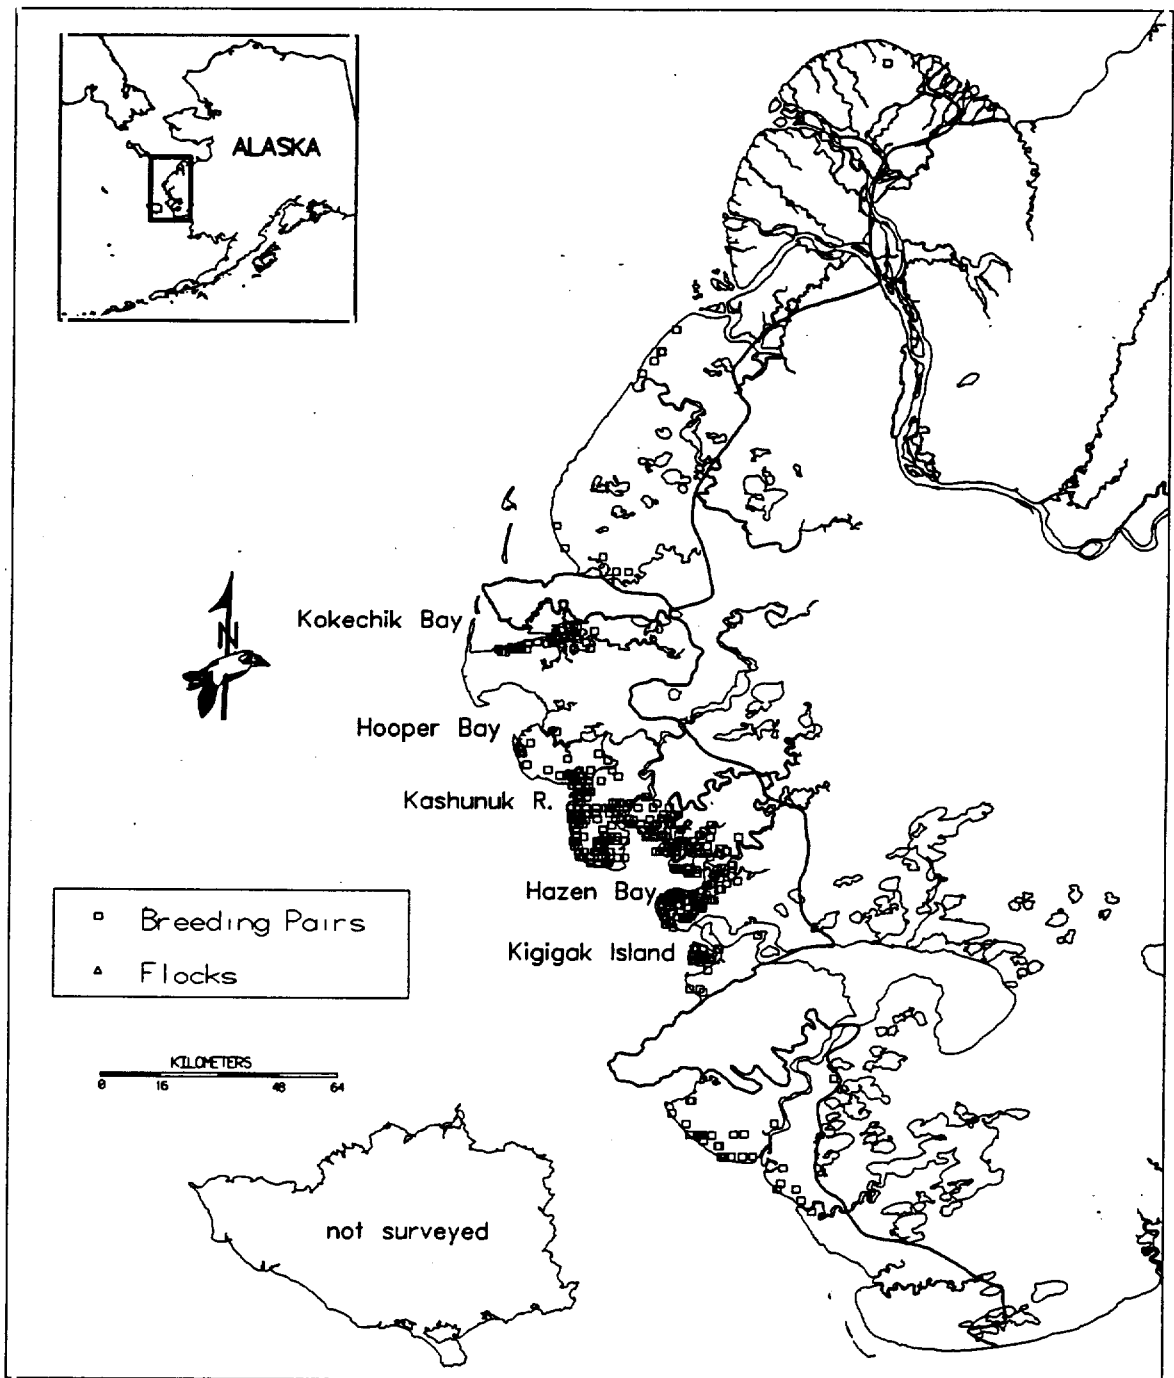 ALASKA
N
Kokechik Bay
Hooper Bay
Kashunuk R.
Hazen Bay
Kigigak Island
Breeding Pairs
Flocks
KILOMETERS
0 16 48 64
not surveyed